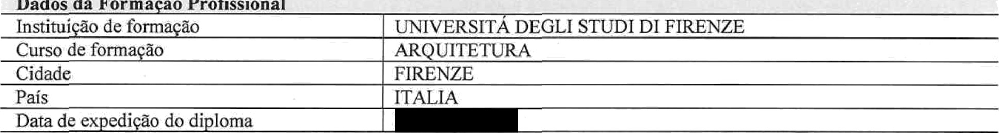 Dados da Formação Profissional
Instituição de formação UNIVERSITÁ DEGLI STUDI DI FIRENZE
Curso de formação ARQUITETURA
Cidade FIRENZE
País ITALIA
Data de expedição do diploma